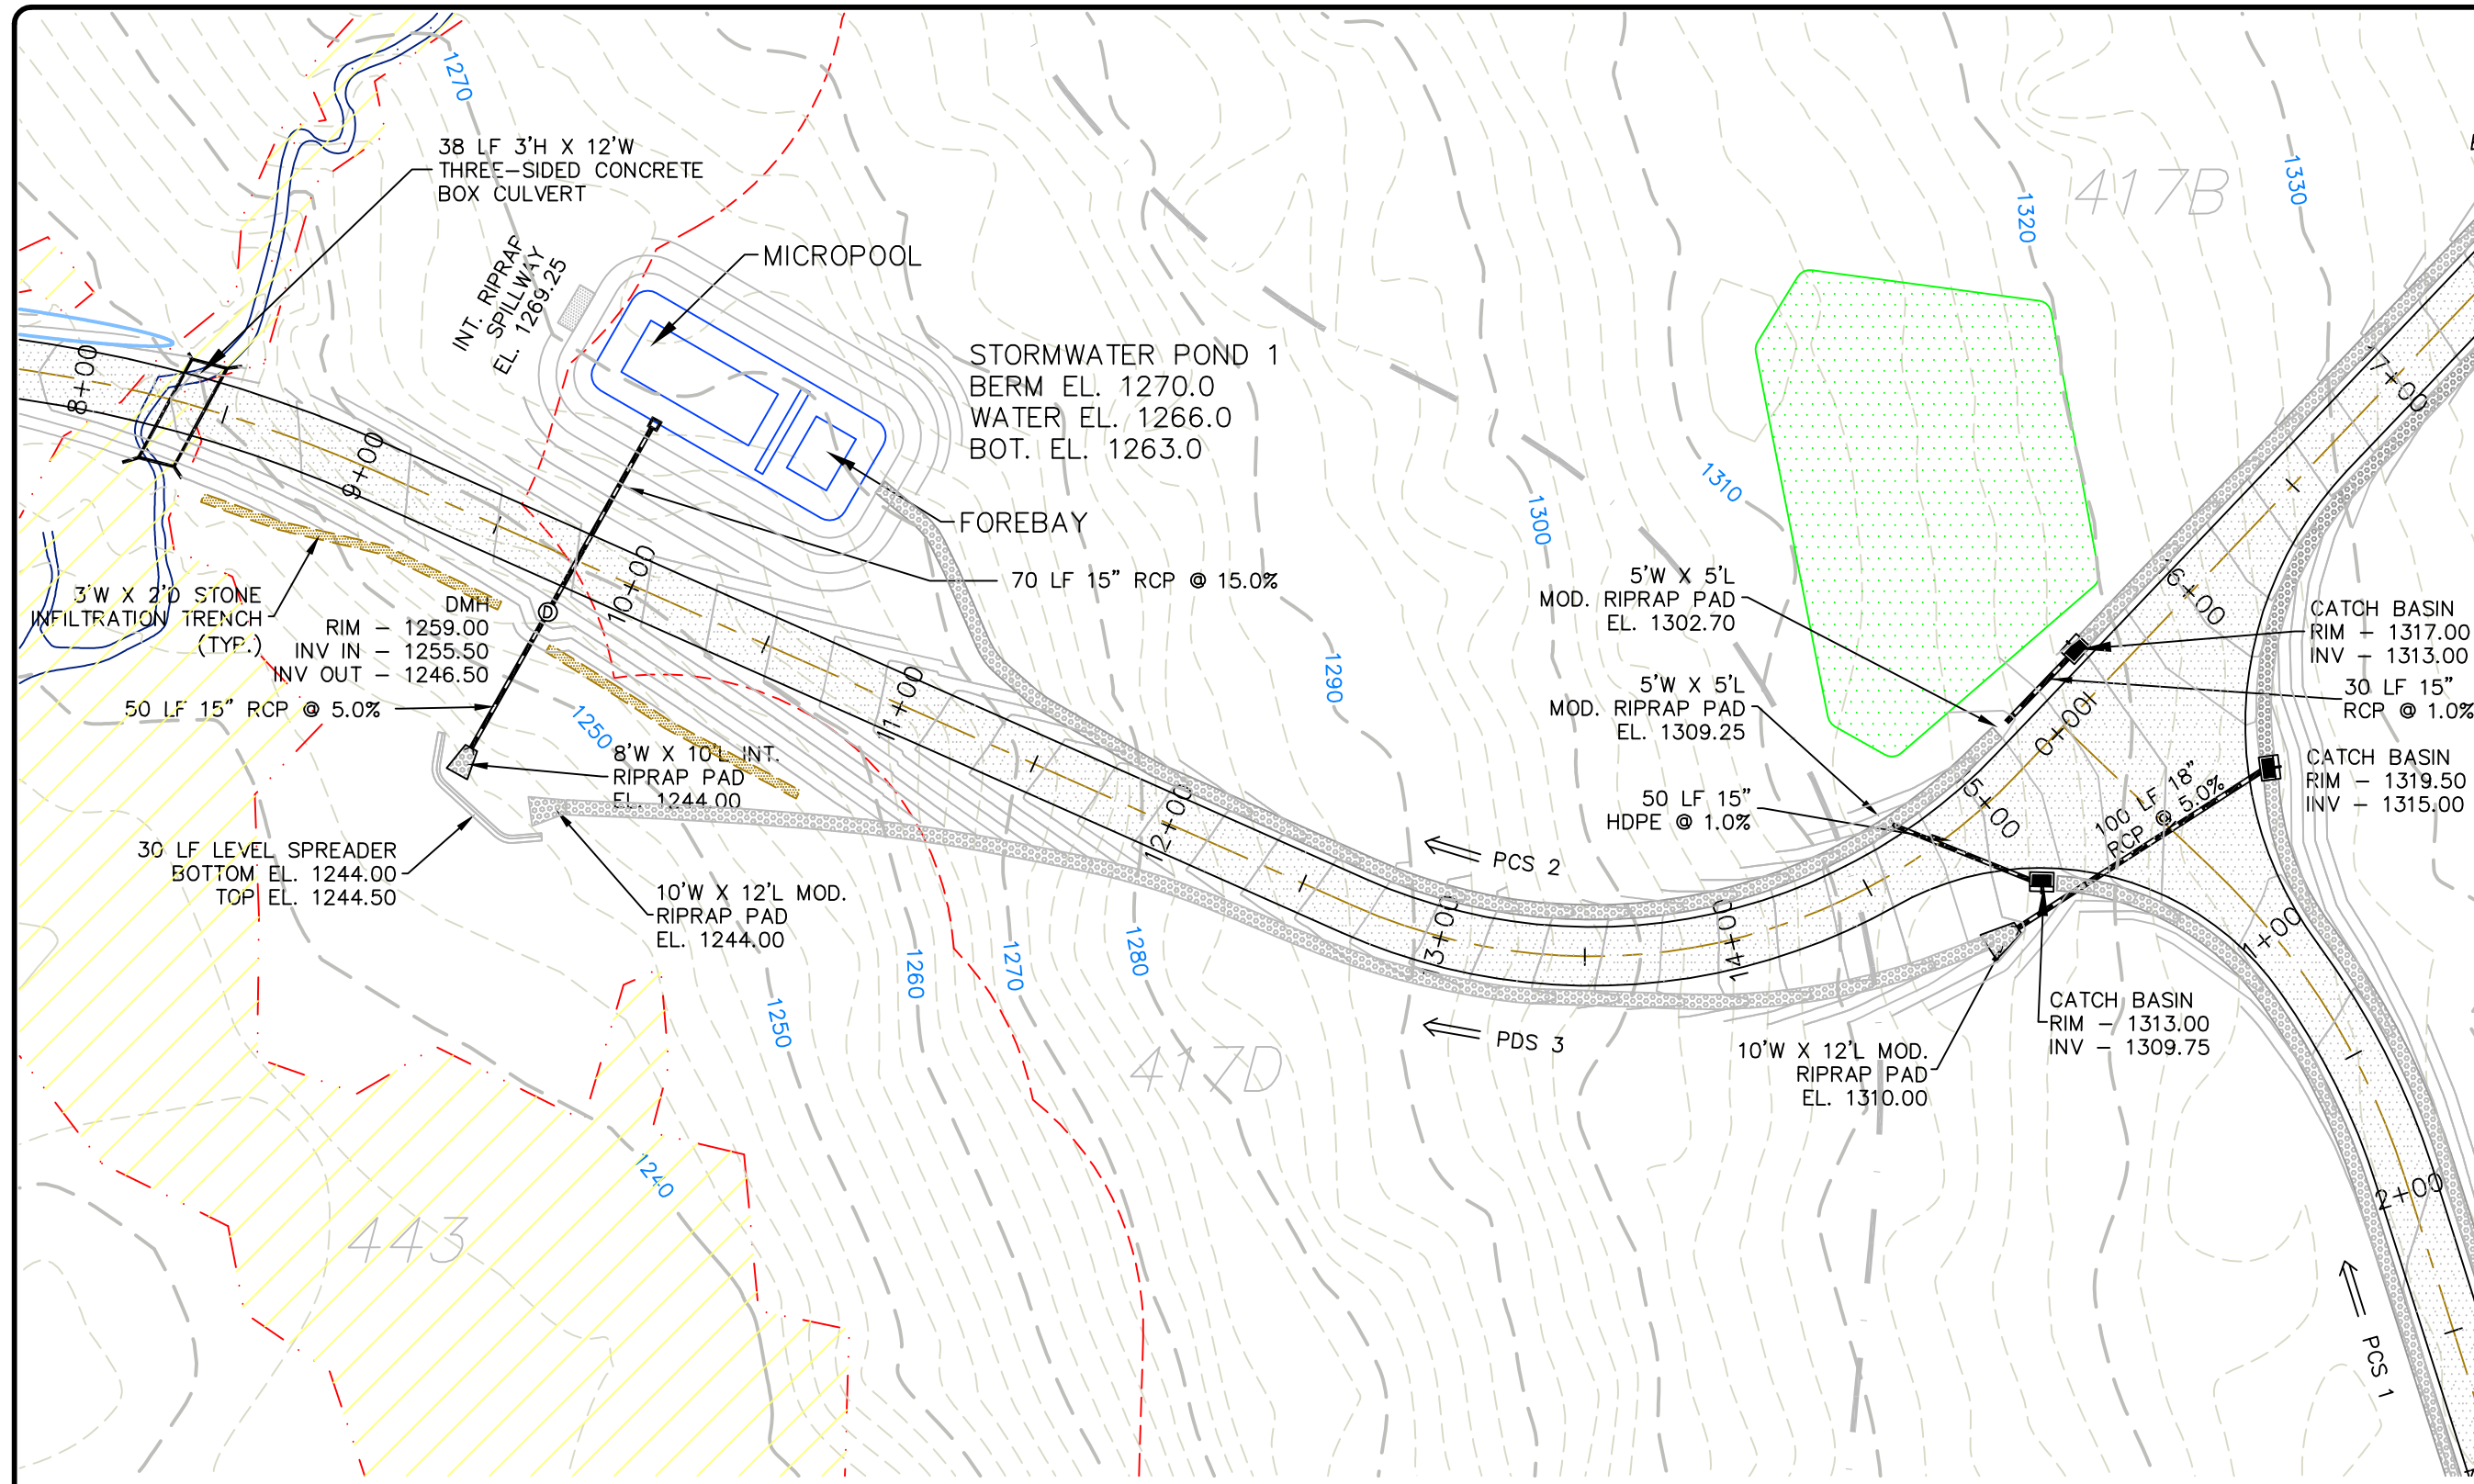 1270
38 LF 3'H X 12'W
THREE-SIDED CONCRETE
BOX CULVERT
INT. RIPRAP
SPILLWAY
EL. 1269.25
MICROPOOL
STORMWATER POND 1
BERM EL. 1270.0
WATER EL. 1266.0
BOT. EL. 1263.0
FOREBAY
70 LF 15" RCP @ 15.0%
8+00
9+00
10+00
11+00
12+00
13+00
14+00
15+00
16+00
17+00
0+00
1+00
2+00
3'W X 2'D STONE
INFILTRATION TRENCH
(TYP.)
DMH
RIM - 1259.00
INV IN - 1255.50
INV OUT - 1246.50
50 LF 15" RCP @ 5.0%
1250
8'W X 10'L INT.
RIPRAP PAD
EL. 1244.00
30 LF LEVEL SPREADER
BOTTOM EL. 1244.00
TOP EL. 1244.50
10'W X 12'L MOD.
RIPRAP PAD
EL. 1244.00
1240
1250
1260
1270
1280
1290
1300
1310
1320
1330
417B
417D
443
5'W X 5'L
MOD. RIPRAP PAD
EL. 1302.70
5'W X 5'L
MOD. RIPRAP PAD
EL. 1309.25
50 LF 15"
HDPE @ 1.0%
PCS 2
PDS 3
PCS 1
100 LF 18"
RCP @ 5.0%
CATCH BASIN
RIM - 1317.00
INV - 1313.00
30 LF 15"
RCP @ 1.0%
CATCH BASIN
RIM - 1319.50
INV - 1315.00
CATCH BASIN
RIM - 1313.00
INV - 1309.75
10'W X 12'L MOD.
RIPRAP PAD
EL. 1310.00